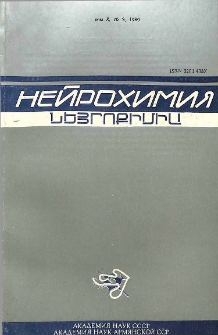 НЕЙРОХИМИЯ
ՆԵՅՐՈՔԻՄԻԱ
АКАДЕМИЯ НАУК СССР
АКАДЕМИЯ НАУК АРМЯНСКОЙ ССР